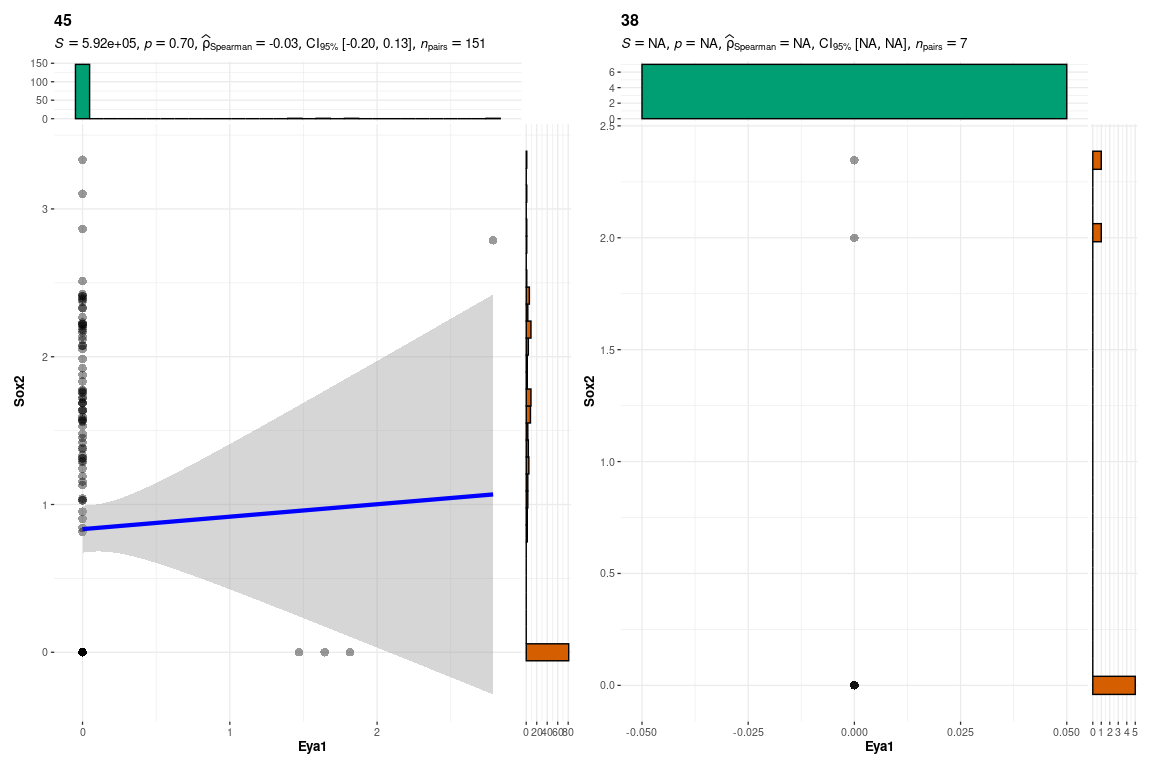 45
S = 5.92e+05, p = 0.70, ρ̂Spearman = -0.03, CI95% [-0.20, 0.13], npairs = 151
150
100
50
0
3
2
1
0
Sox2
0 1 2
0 20 40 60 80
Eya1
38
S = NA, p = NA, ρ̂Spearman = NA, CI95% [NA, NA], npairs = 7
6
4
2
0
2.5
2.0
1.5
1.0
0.5
0.0
Sox2
-0.050 -0.025 0.000 0.025 0.050
0 1 2 3 4 5
Eya1